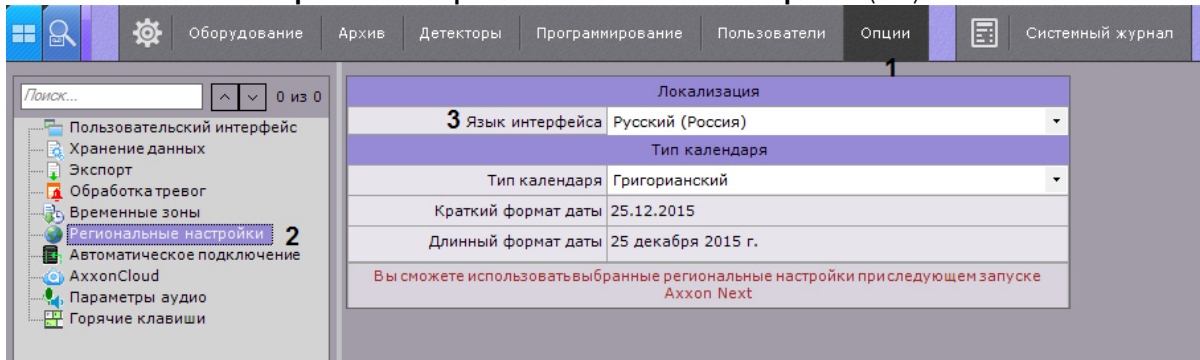 Оборудование Архив Детекторы Программирование Пользователи Опции Системный журнал
1
Поиск... 0 из 0
Пользовательский интерфейс
Хранение данных
Экспорт
Обработка тревог
Временные зоны
Региональные настройки 2
Автоматическое подключение
AxxonCloud
Параметры аудио
Горячие клавиши
Локализация
3 Язык интерфейса Русский (Россия)
Тип календаря
Тип календаря Григорианский
Краткий формат даты 25.12.2015
Длинный формат даты 25 декабря 2015 г.
Вы сможете использовать выбранные региональные настройки при следующем запуске
Axxon Next